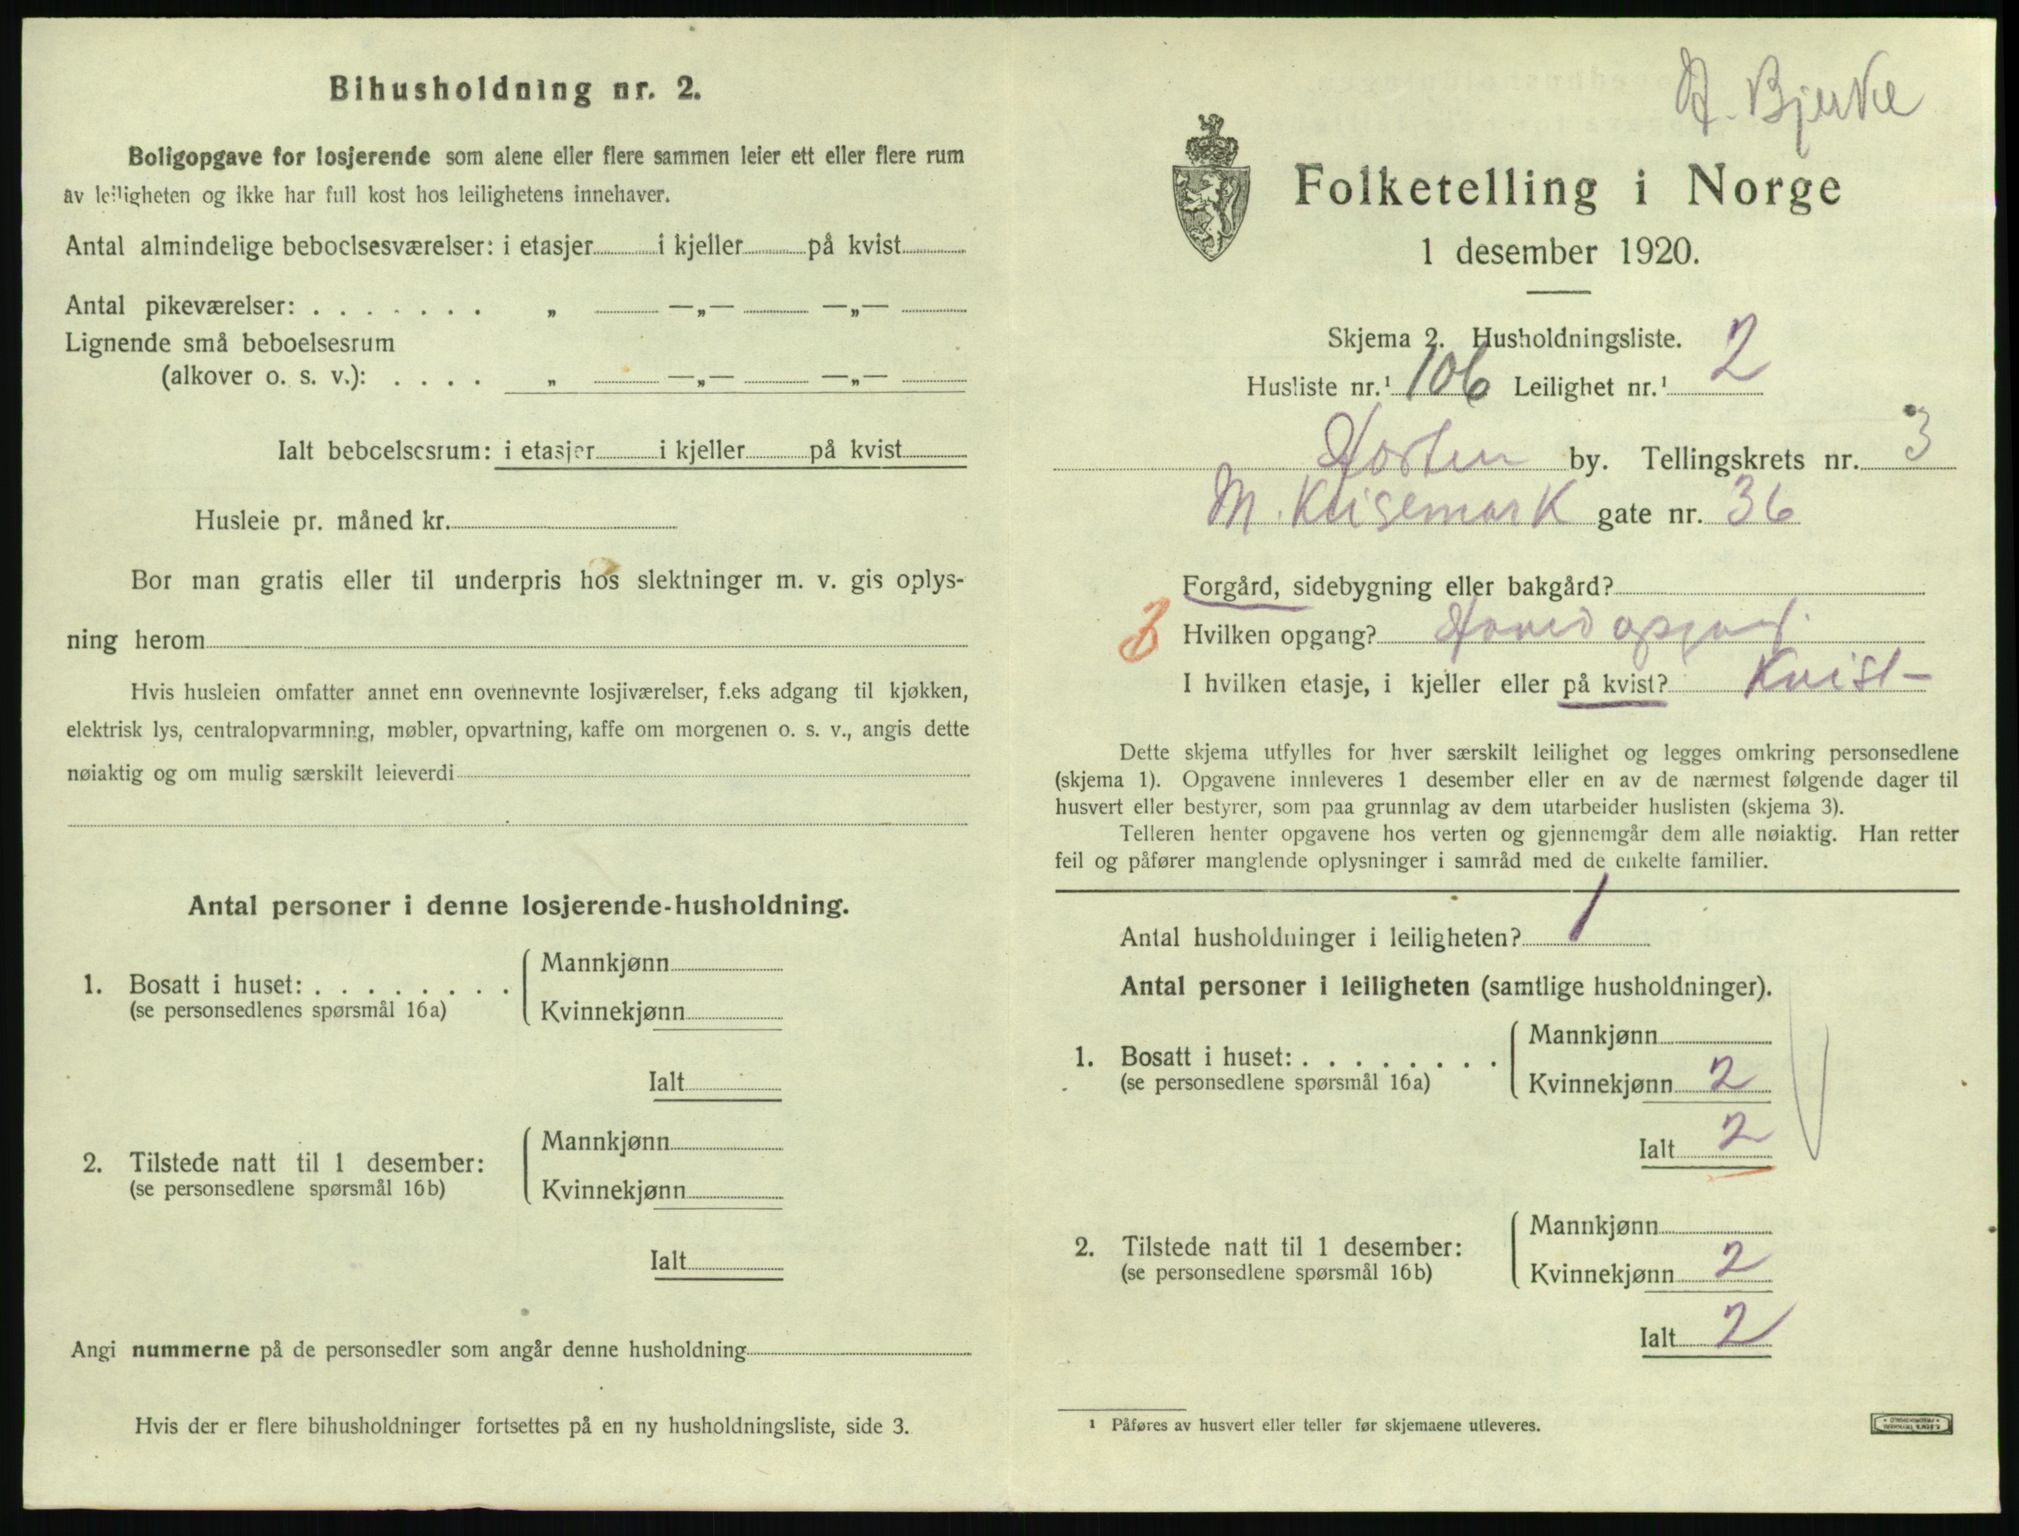 Bihusholdning nr. 2.
Boligopgave for losjerende som alene eller flere sammen leier ett eller flere rum
av leiligheten og ikke har full kost hos leilighetens innehaver.
Antal almindelige beboelsesværelser: i etasjer i kjeller på kvist
Antal pikeværelser: . . . . . . . „ —„— —„—
Lignende små beboelsesrum
(alkover o. s. v.): . . . . „ —„— —„—
Ialt beboelsesrum: i etasjer i kjeller på kvist
Husleie pr. måned kr.
Bor man gratis eller til underpris hos slektninger m. v. gis oplys-
ning herom
Hvis husleien omfatter annet enn ovennevnte losjiværelser, f.eks adgang til kjøkken,
elektrisk lys, centralopvarmning, møbler, opvartning, kaffe om morgenen o. s. v., angis dette
nøiaktig og om mulig særskilt leieverdi
Antal personer i denne losjerende-husholdning.
1. Bosatt i huset: . . . . . . . . Mannkjønn
(se personsedlenes spørsmål 16a) Kvinnekjønn
Ialt
2. Tilstede natt til 1 desember: Mannkjønn
(se personsedlene spørsmål 16b) Kvinnekjønn
Ialt
Angi nummerne på de personsedler som angår denne husholdning
Hvis der er flere bihusholdninger fortsettes på en ny husholdningsliste, side 3.
A. Bjerke
Folketelling i Norge
1 desember 1920.
Skjema 2. Husholdningsliste.
Husliste nr.¹ 106 Leilighet nr.¹ 2
Horten by. Tellingskrets nr. 3
M. Krigsmark gate nr. 36
Forgård, sidebygning eller bakgård?
Hvilken opgang? Hovedopgang.
I hvilken etasje, i kjeller eller på kvist? Kvist-
Dette skjema utfylles for hver særskilt leilighet og legges omkring personsedlene
(skjema 1). Opgavene innleveres 1 desember eller en av de nærmest følgende dager til
husvert eller bestyrer, som paa grunnlag av dem utarbeider huslisten (skjema 3).
Telleren henter opgavene hos verten og gjennemgår dem alle nøiaktig. Han retter
feil og påfører manglende oplysninger i samråd med de enkelte familier.
Antal husholdninger i leiligheten? 1
Antal personer i leiligheten (samtlige husholdninger).
1. Bosatt i huset: . . . . . . . . Mannkjønn
(se personsedlene spørsmål 16a) Kvinnekjønn 2
Ialt 2
2. Tilstede natt til 1 desember: Mannkjønn
(se personsedlene spørsmål 16b) Kvinnekjønn 2
Ialt 2
¹ Påføres av husvert eller teller før skjemaene utleveres.